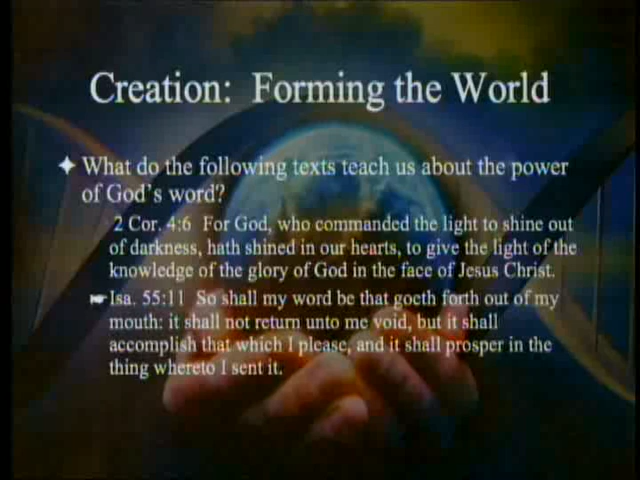 Creation:  Forming the World
What do the following texts teach us about the power
of God's word?
2 Cor. 4:6  For God, who commanded the light to shine out
of darkness, hath shined in our hearts, to give the light of the
knowledge of the glory of God in the face of Jesus Christ.
Isa. 55:11  So shall my word be that goeth forth out of my
mouth: it shall not return unto me void, but it shall
accomplish that which I please, and it shall prosper in the
thing whereto I sent it.